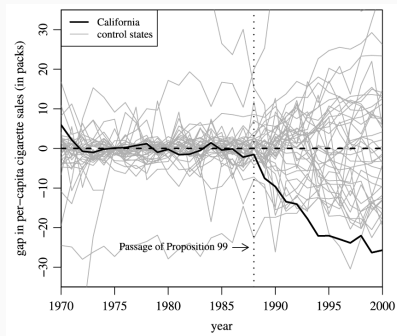 California
control states
gap in per−capita cigarette sales (in packs)
30
20
10
0
−10
−20
−30
Passage of Proposition 99
1970
1975
1980
1985
1990
1995
2000
year